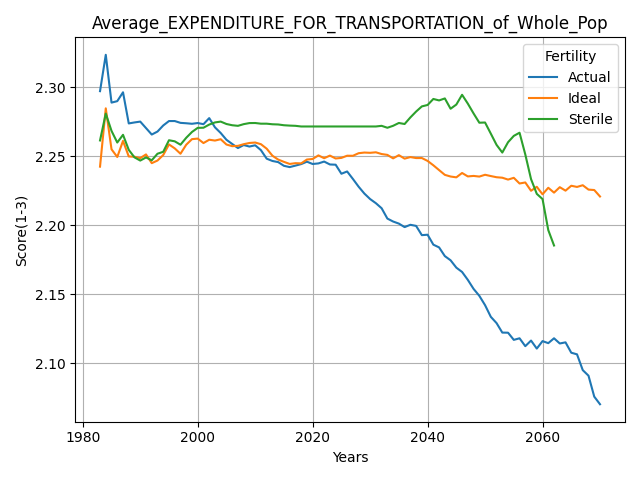 Average_EXPENDITURE_FOR_TRANSPORTATION_of_Whole_Pop
Fertility
Actual
Ideal
Sterile
Score(1-3)
2.30
2.25
2.20
2.15
2.10
1980
2000
2020
2040
2060
Years